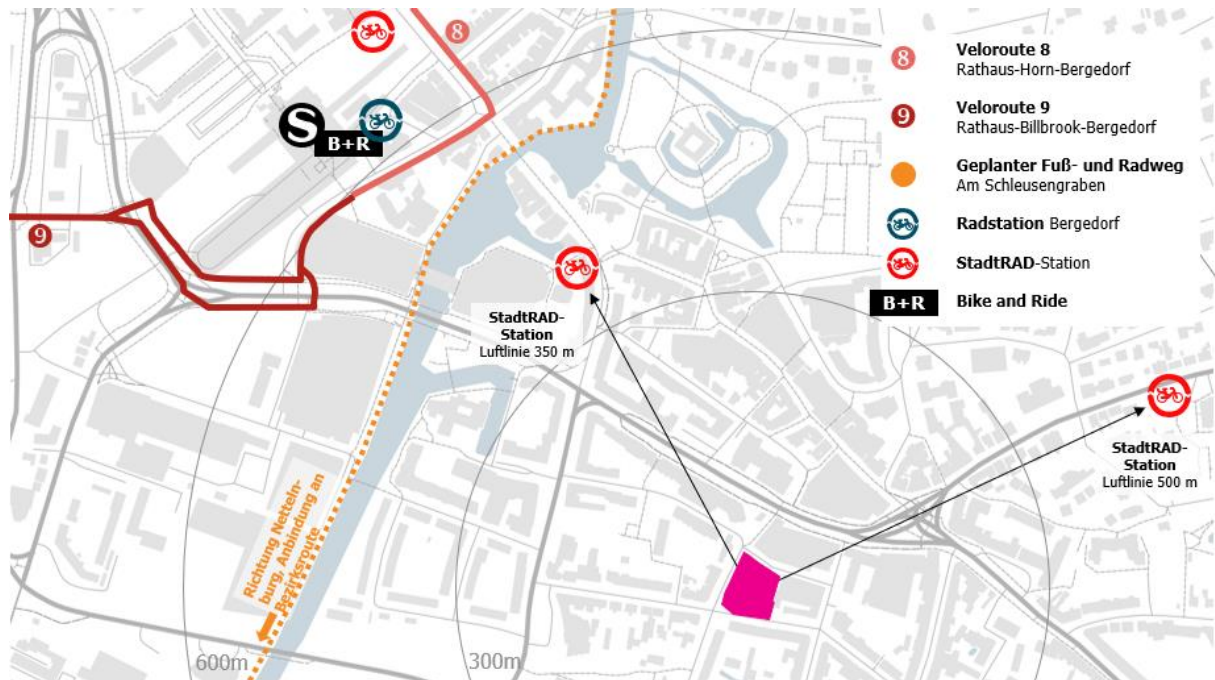 8
S
B+R
9
StadtRAD-
Station
Luftlinie 350 m
StadtRAD-
Station
Luftlinie 500 m
Richtung Netteln-
burg, Anbindung an
Bezirksroute
600m
300m
8 Veloroute 8
Rathaus-Horn-Bergedorf
9 Veloroute 9
Rathaus-Billbrook-Bergedorf
Geplanter Fuß- und Radweg
Am Schleusengraben
Radstation Bergedorf
StadtRAD-Station
B+R Bike and Ride